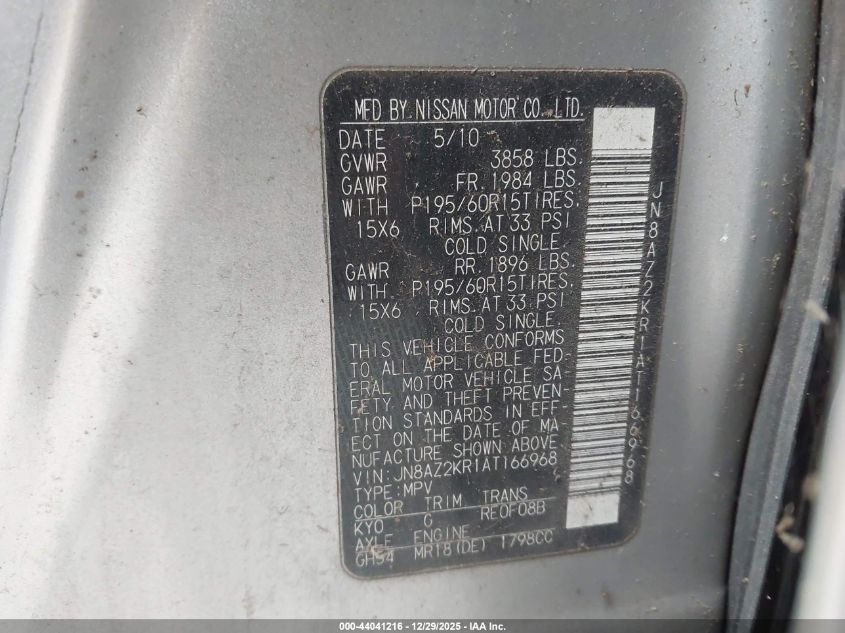 MFD BY NISSAN MOTOR CO., LTD.
DATE 5/10
GVWR 3858 LBS.
GAWR FR. 1984 LBS.
WITH P195/60R15TIRES.
15X6 RIMS. AT 33 PSI
COLD SINGLE.
GAWR RR. 1896 LBS.
WITH P195/60R15TIRES.
15X6 RIMS. AT 33 PSI
COLD SINGLE.
THIS VEHICLE CONFORMS
TO ALL APPLICABLE FED-
ERAL MOTOR VEHICLE SA
FETY AND THEFT PREVEN-
TION STANDARDS IN EFF-
ECT ON THE DATE OF MA-
NUFACTURE SHOWN ABOVE.
VIN: JN8AZ2KR1AT166968
TYPE: MPV
COLOR TRIM TRANS
KY0 G RE0F08B
AXLE ENGINE
GH54 MR18(DE) 1798CC
JN8AZ2KR1AT166968
000-44041216 • 12/29/2025 • IAA Inc.